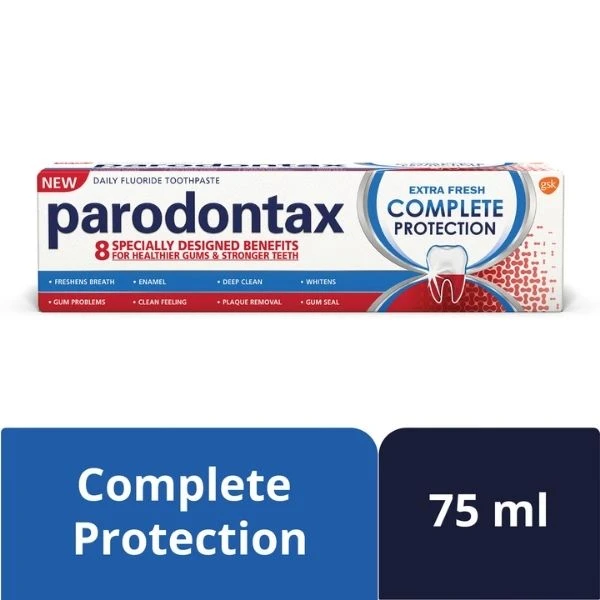 NEW
DAILY FLUORIDE TOOTHPASTE
parodontax
8 SPECIALLY DESIGNED BENEFITS
FOR HEALTHIER GUMS & STRONGER TEETH
• FRESHENS BREATH • ENAMEL • DEEP CLEAN • WHITENS
• GUM PROBLEMS • CLEAN FEELING • PLAQUE REMOVAL • GUM SEAL
EXTRA FRESH
COMPLETE
PROTECTION
gsk
Complete
Protection
75 ml